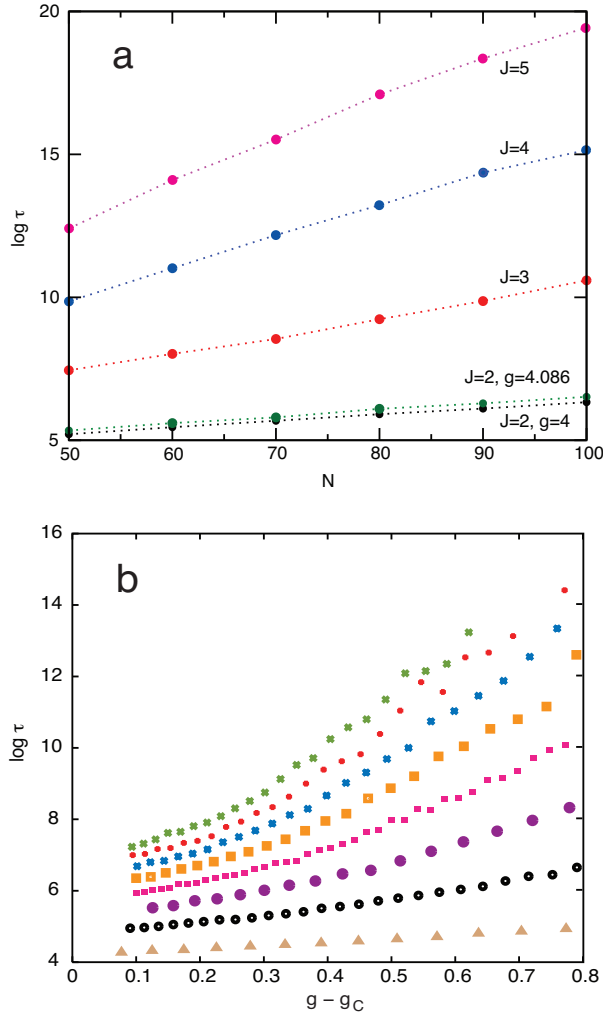 20
a
J=5
15
J=4
log τ
10
J=3
J=2, g=4.086
J=2, g=4
5
50 60 70 80 90 100
N
16
b
14
12
log τ
10
8
6
4
0 0.1 0.2 0.3 0.4 0.5 0.6 0.7 0.8
g – gC